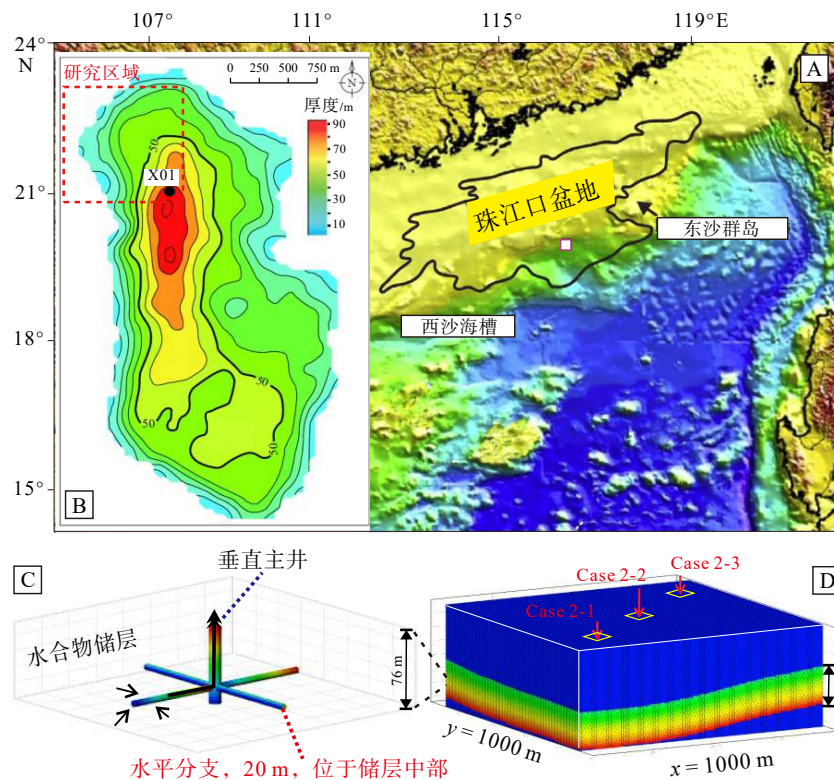 107°
111°
115°
119°E
24°
N
21°
18°
15°
A
B
研究区域
0 250 500 750 m
N
厚度/m
90
70
50
30
10
50
X01
50
50
50
珠江口盆地
东沙群岛
西沙海槽
C
垂直主井
水合物储层
水平分支，20 m，位于储层中部
D
Case 2-3
Case 2-2
Case 2-1
76 m
y = 1000 m
x = 1000 m